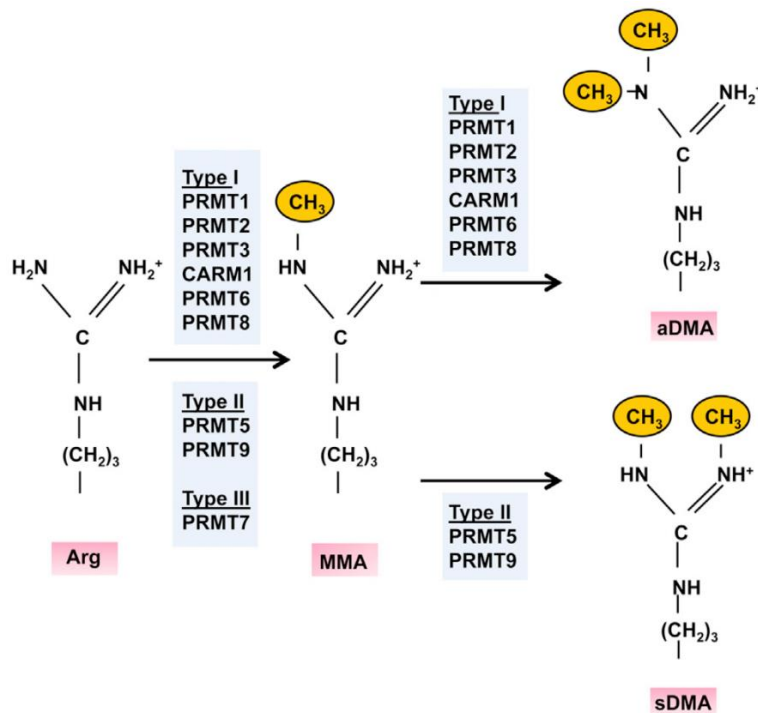 H₂N
NH₂⁺
C
NH
(CH₂)₃
Arg
Type I
PRMT1
PRMT2
PRMT3
CARM1
PRMT6
PRMT8
Type II
PRMT5
PRMT9
Type III
PRMT7
CH₃
HN
NH₂⁺
C
NH
(CH₂)₃
MMA
Type I
PRMT1
PRMT2
PRMT3
CARM1
PRMT6
PRMT8
Type II
PRMT5
PRMT9
CH₃
CH₃
N
NH₂⁺
C
NH
(CH₂)₃
aDMA
CH₃ CH₃
HN
NH⁺
C
NH
(CH₂)₃
sDMA